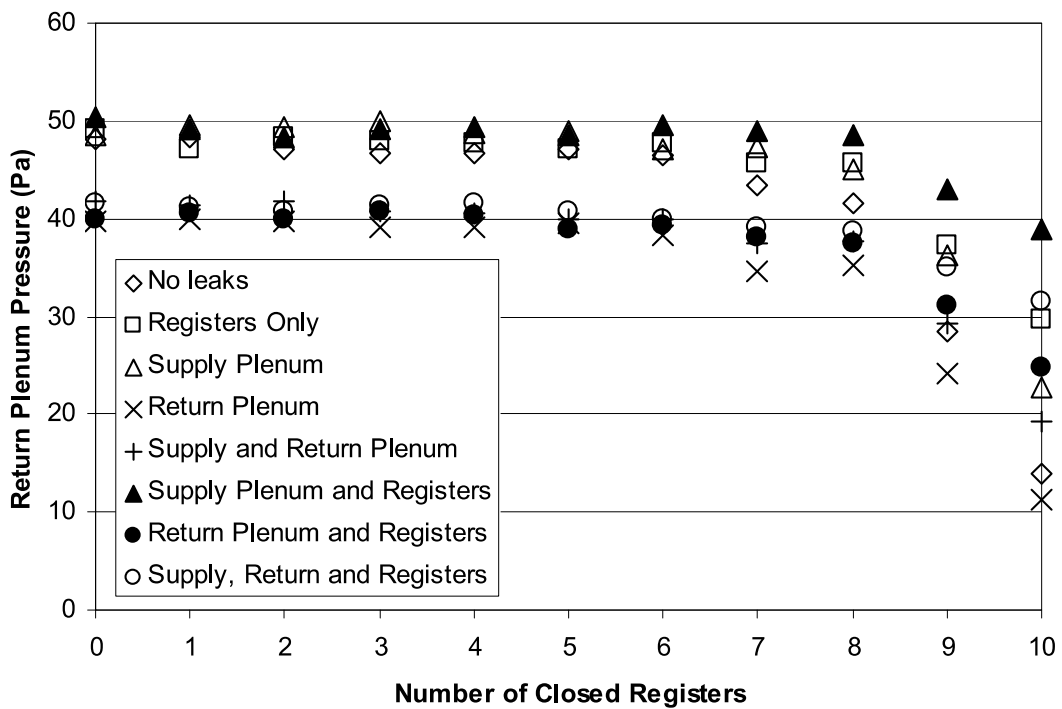 60
50
40
30
20
10
0
Return Plenum Pressure (Pa)
No leaks
Registers Only
Supply Plenum
Return Plenum
Supply and Return Plenum
Supply Plenum and Registers
Return Plenum and Registers
Supply, Return and Registers
0 1 2 3 4 5 6 7 8 9 10
Number of Closed Registers